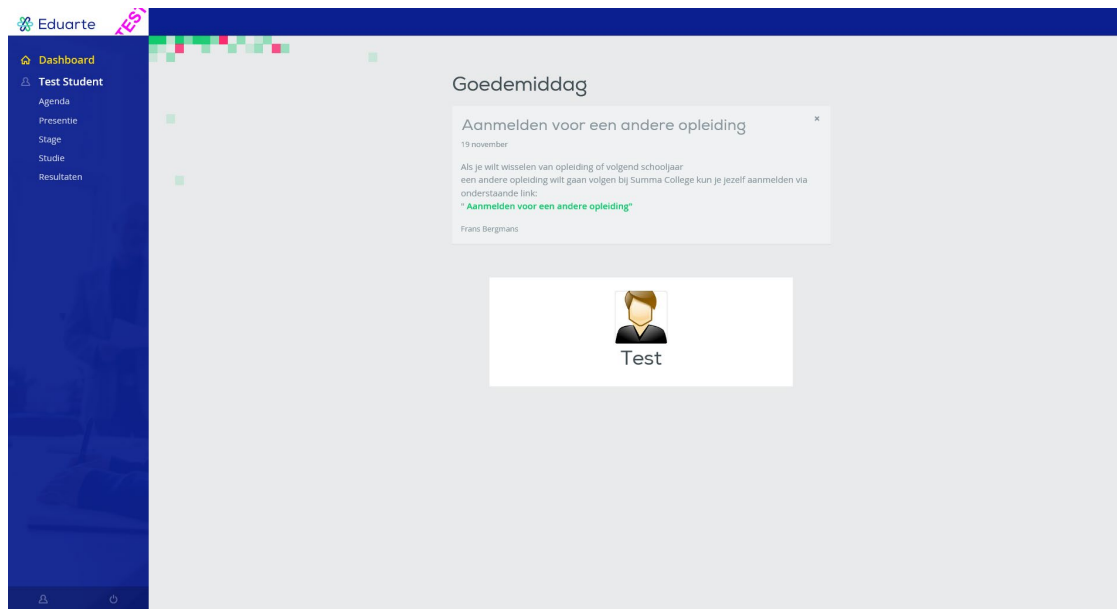 Eduarte
TEST
Dashboard
Test Student
Agenda
Presentie
Stage
Studie
Resultaten
Goedemiddag
Aanmelden voor een andere opleiding
×
19 november
Als je wilt wisselen van opleiding of volgend schooljaar
een andere opleiding wilt gaan volgen bij Summa College kun je jezelf aanmelden via
onderstaande link:
" Aanmelden voor een andere opleiding"
Frans Bergmans
Test